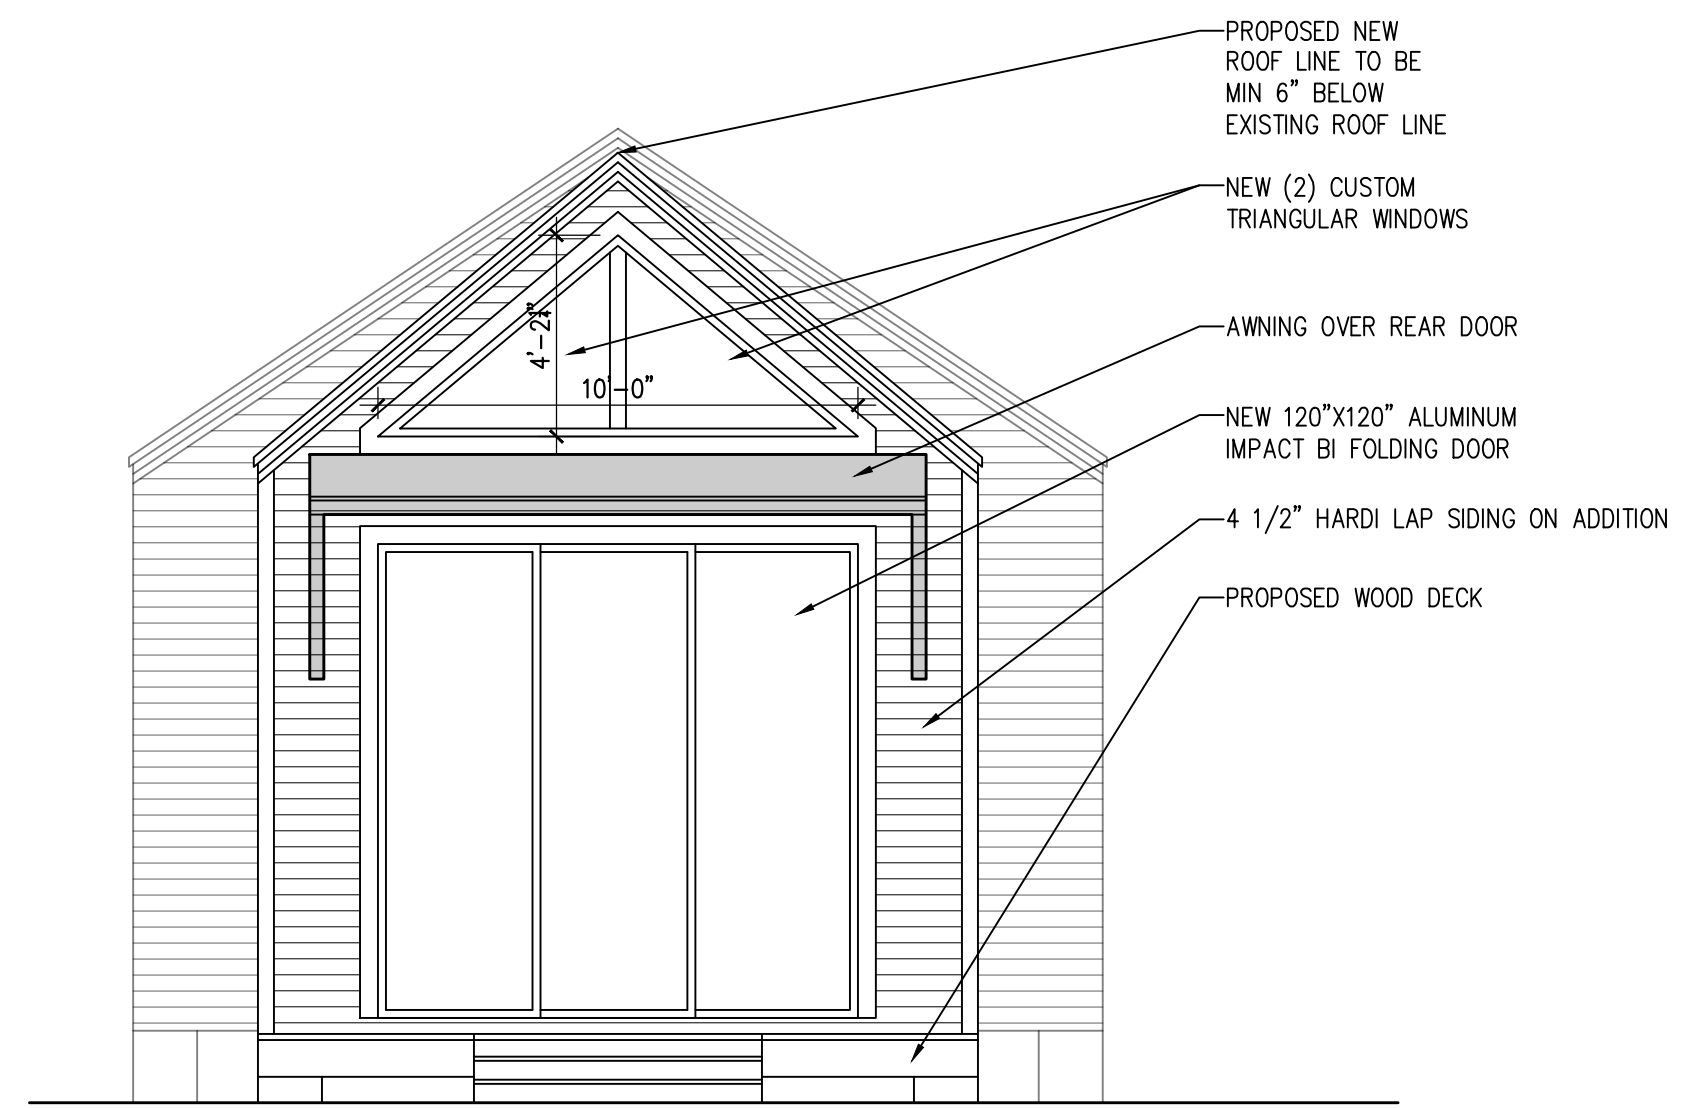 PROPOSED NEW
ROOF LINE TO BE
MIN 6" BELOW
EXISTING ROOF LINE
NEW (2) CUSTOM
TRIANGULAR WINDOWS
AWNING OVER REAR DOOR
NEW 120"X120" ALUMINUM
IMPACT BI FOLDING DOOR
4 1/2" HARDI LAP SIDING ON ADDITION
PROPOSED WOOD DECK
10'-0"